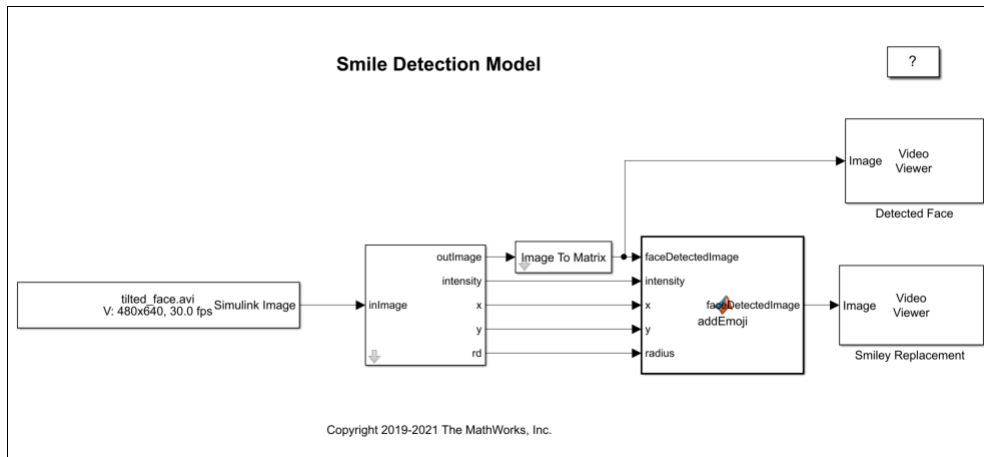 Smile Detection Model
?
Image
Video
Viewer
Detected Face
tilted_face.avi
V: 480x640, 30.0 fps
Simulink Image
inImage
outImage
intensity
x
y
rd
Image To Matrix
faceDetectedImage
intensity
x
y
radius
faceDetectedImage
addEmoji
Image
Video
Viewer
Smiley Replacement
Copyright 2019-2021 The MathWorks, Inc.